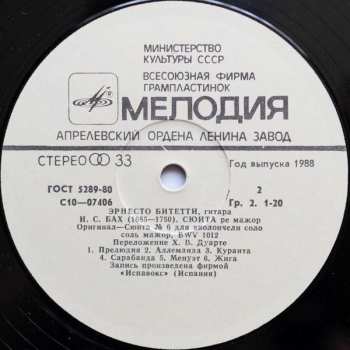 МИНИСТЕРСТВО
КУЛЬТУРЫ СССР
ВСЕСОЮЗНАЯ ФИРМА
ГРАМПЛАСТИНОК
МЕЛОДИЯ
АПРЕЛЕВСКИЙ ОРДЕНА ЛЕНИНА ЗАВОД
СТЕРЕО 33
Год выпуска 1988
ГОСТ 5289-80
2
С10—07406
Гр. 2. 1-20
ЭРНЕСТО БИТЕТТИ, гитара
И. С. БАХ (1685—1750). СЮИТА ре мажор
Оригинал—Сюита № 6 для виолончели соло
соль мажор, BWV 1012
Переложение Х. В. Дуарте
1. Прелюдия 2. Аллеманда 3. Куранта
4. Сарабанда 5. Менуэт 6. Жига
Запись произведена фирмой
«Испавокс» (Испания)